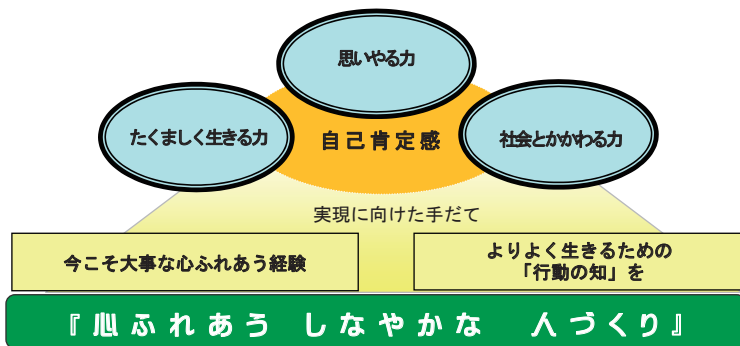 思いやる力
たくましく生きる力
自己肯定感
社会とかかわる力
実現に向けた手だて
今こそ大事な心ふれあう経験
よりよく生きるための
「行動の知」を
『心ふれあう しなやかな 人づくり』